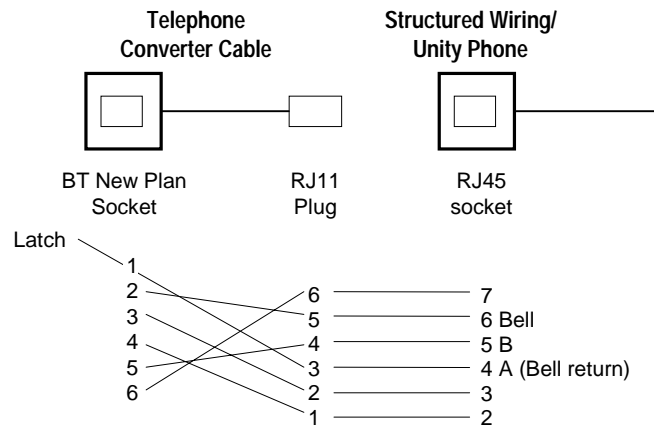 Telephone
Converter Cable
Structured Wiring/
Unity Phone
BT New Plan
Socket
RJ11
Plug
RJ45
socket
Latch
1
2
3
4
5
6
6
5
4
3
2
1
7
6 Bell
5 B
4 A (Bell return)
3
2